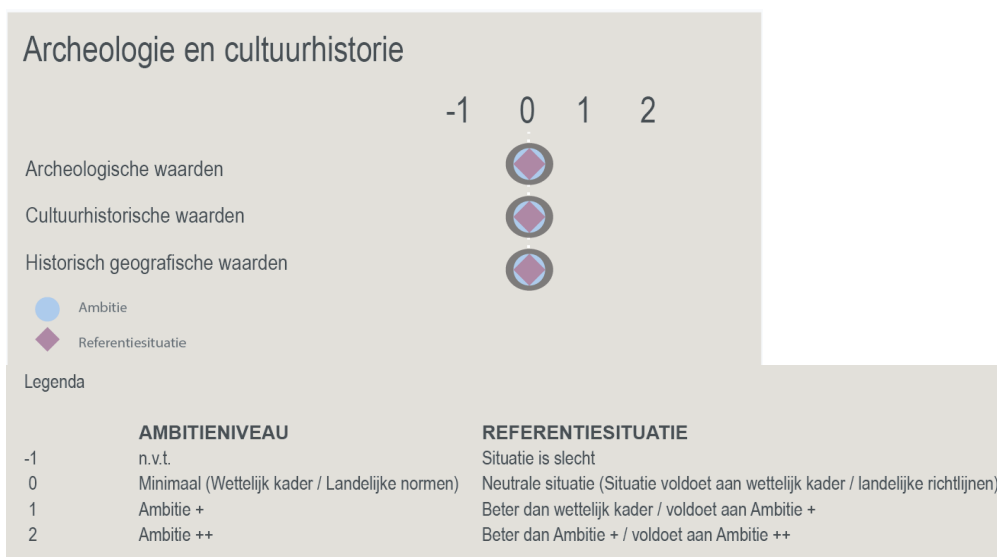 Archeologie en cultuurhistorie
-1 0 1 2
Archeologische waarden
Cultuurhistorische waarden
Historisch geografische waarden
Ambitie
Referentiesituatie
Legenda
AMBITIENIVEAU REFERENTIESITUATIE
-1 n.v.t. Situatie is slecht
0 Minimaal (Wettelijk kader / Landelijke normen) Neutrale situatie (Situatie voldoet aan wettelijk kader / landelijke richtlijnen)
1 Ambitie + Beter dan wettelijk kader / voldoet aan Ambitie +
2 Ambitie ++ Beter dan Ambitie + / voldoet aan Ambitie ++